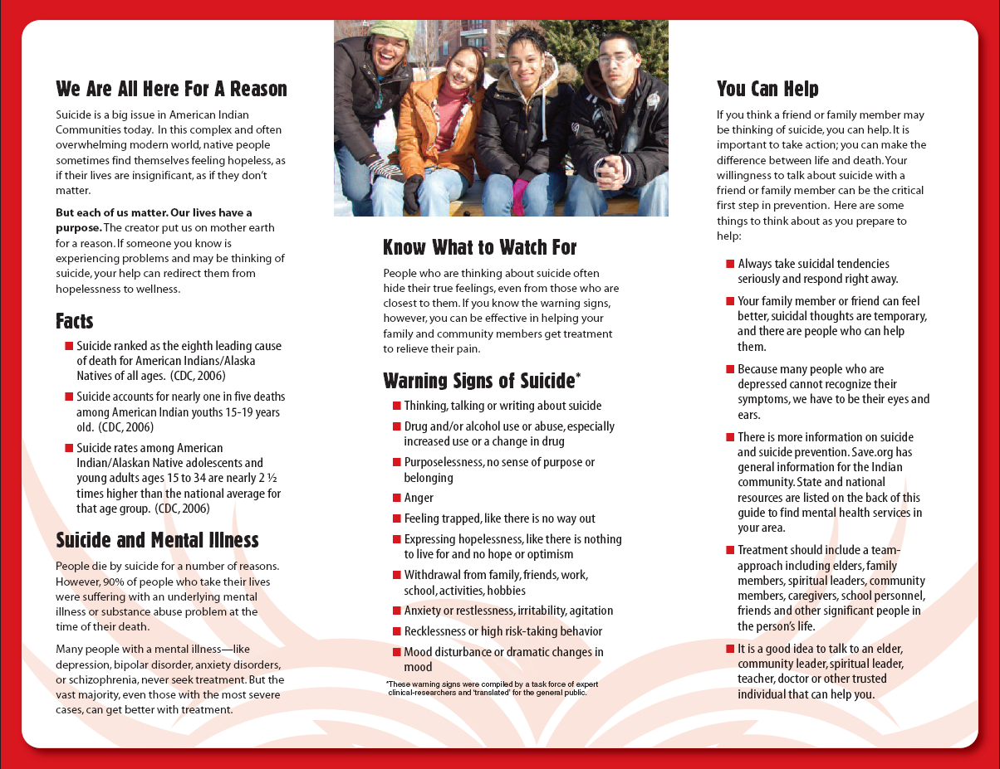 We Are All Here For A Reason
Suicide is a big issue in American Indian
Communities today.  In this complex and often
overwhelming modern world, native people
sometimes find themselves feeling hopeless, as
if their lives are insignificant, as if they don't
matter.
But each of us matter. Our lives have a
purpose. The creator put us on mother earth
for a reason. If someone you know is
experiencing problems and may be thinking of
suicide, your help can redirect them from
hopelessness to wellness.
Facts
■ Suicide ranked as the eighth leading cause
of death for American Indians/Alaska
Natives of all ages.  (CDC, 2006)
■ Suicide accounts for nearly one in five deaths
among American Indian youths 15-19 years
old.  (CDC, 2006)
■ Suicide rates among American
Indian/Alaskan Native adolescents and
young adults ages 15 to 34 are nearly 2 ½
times higher than the national average for
that age group.  (CDC, 2006)
Suicide and Mental Illness
People die by suicide for a number of reasons.
However, 90% of people who take their lives
were suffering with an underlying mental
illness or substance abuse problem at the
time of their death.
Many people with a mental illness—like
depression, bipolar disorder, anxiety disorders,
or schizophrenia, never seek treatment. But the
vast majority, even those with the most severe
cases, can get better with treatment.
Know What to Watch For
People who are thinking about suicide often
hide their true feelings, even from those who are
closest to them. If you know the warning signs,
however, you can be effective in helping your
family and community members get treatment
to relieve their pain.
Warning Signs of Suicide*
■ Thinking, talking or writing about suicide
■ Drug and/or alcohol use or abuse, especially
increased use or a change in drug
■ Purposelessness, no sense of purpose or
belonging
■ Anger
■ Feeling trapped, like there is no way out
■ Expressing hopelessness, like there is nothing
to live for and no hope or optimism
■ Withdrawal from family, friends, work,
school, activities, hobbies
■ Anxiety or restlessness, irritability, agitation
■ Recklessness or high risk-taking behavior
■ Mood disturbance or dramatic changes in
mood
*These warning signs were compiled by a task force of expert
clinical-researchers and 'translated' for the general public.
You Can Help
If you think a friend or family member may
be thinking of suicide, you can help. It is
important to take action; you can make the
difference between life and death. Your
willingness to talk about suicide with a
friend or family member can be the critical
first step in prevention.  Here are some
things to think about as you prepare to
help:
■ Always take suicidal tendencies
seriously and respond right away.
■ Your family member or friend can feel
better, suicidal thoughts are temporary,
and there are people who can help
them.
■ Because many people who are
depressed cannot recognize their
symptoms, we have to be their eyes and
ears.
■ There is more information on suicide
and suicide prevention. Save.org has
general information for the Indian
community. State and national
resources are listed on the back of this
guide to find mental health services in
your area.
■ Treatment should include a team-
approach including elders, family
members, spiritual leaders, community
members, caregivers, school personnel,
friends and other significant people in
the person's life.
■ It is a good idea to talk to an elder,
community leader, spiritual leader,
teacher, doctor or other trusted
individual that can help you.